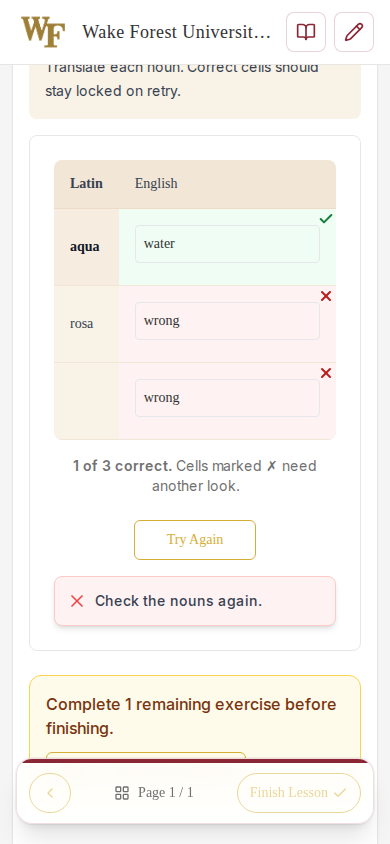 WF Wake Forest Universit...
Translate each noun. Correct cells should
stay locked on retry.
Latin English
aqua water
rosa wrong
wrong
1 of 3 correct. Cells marked ✗ need
another look.
Try Again
Check the nouns again.
Complete 1 remaining exercise before
finishing.
Page 1 / 1 Finish Lesson